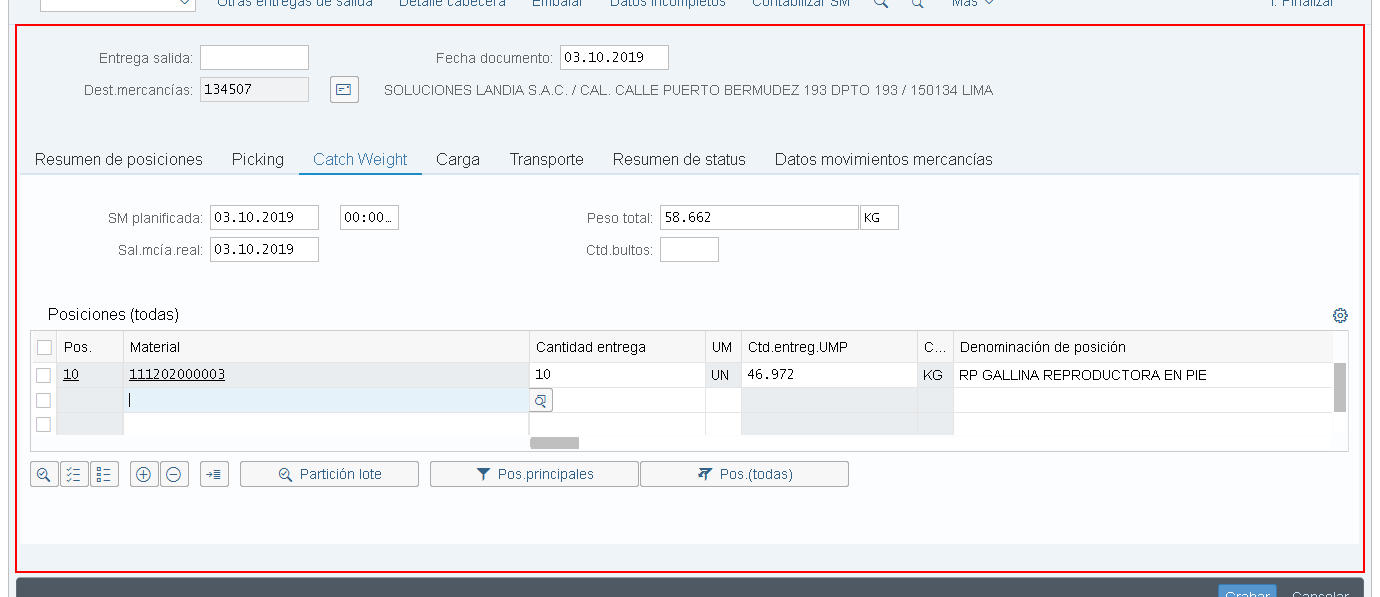 Otras entregas de salida Detalle cabecera Embalar Datos incompletos Contabilizar SM Más T. Finalizar
Entrega salida: Fecha documento: 03.10.2019
Dest.mercancías: 134507 SOLUCIONES LANDIA S.A.C. / CAL. CALLE PUERTO BERMUDEZ 193 DPTO 193 / 150134 LIMA
Resumen de posiciones Picking Catch Weight Carga Transporte Resumen de status Datos movimientos mercancías
SM planificada: 03.10.2019 00:00… Peso total: 58.662 KG
Sal.mcía.real: 03.10.2019 Ctd.bultos:
Posiciones (todas)
Pos. Material Cantidad entrega UM Ctd.entreg.UMP C... Denominación de posición
10 111202000003 10 UN 46.972 KG RP GALLINA REPRODUCTORA EN PIE
Partición lote Pos.principales Pos.(todas)
Grabar Cancelar